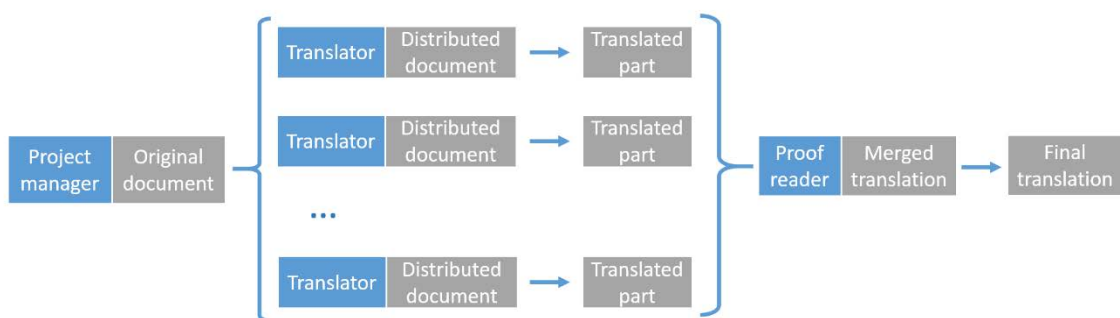 Project
manager
Original
document
Translator
Distributed
document
Translated
part
Translator
Distributed
document
Translated
part
...
Translator
Distributed
document
Translated
part
Proof
reader
Merged
translation
Final
translation